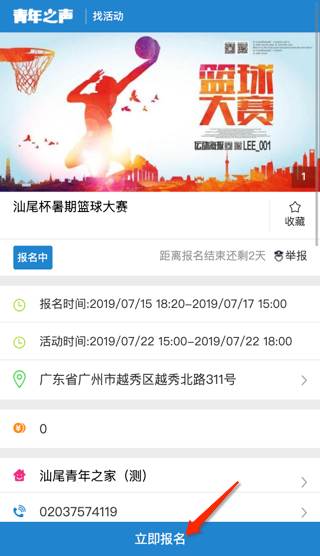 青年之声 找活动
篮球
大赛
运动海报 LEE_001
1
汕尾杯暑期篮球大赛
收藏
报名中 距离报名结束还剩2天 举报
报名时间:2019/07/15 18:20-2019/07/17 15:00
活动时间:2019/07/22 15:00-2019/07/22 18:00
广东省广州市越秀区越秀北路311号
0
汕尾青年之家（测）
02037574119
立即报名